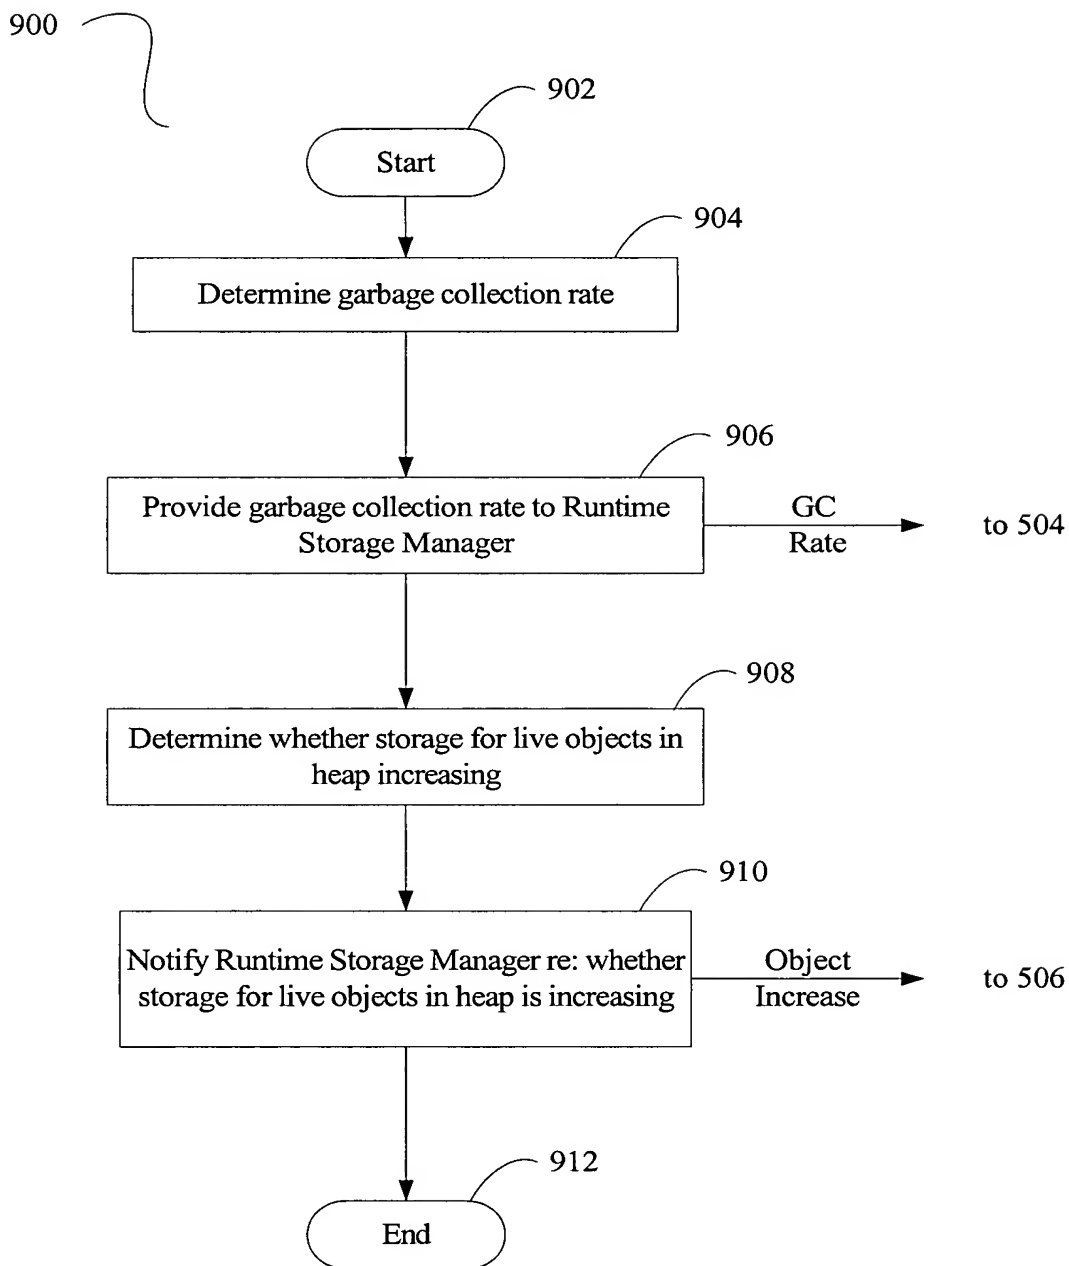 900
902
Start
904
Determine garbage collection rate
906
Provide garbage collection rate to Runtime
Storage Manager
GC
Rate
to 504
908
Determine whether storage for live objects in
heap increasing
910
Notify Runtime Storage Manager re: whether
storage for live objects in heap is increasing
Object
Increase
to 506
912
End